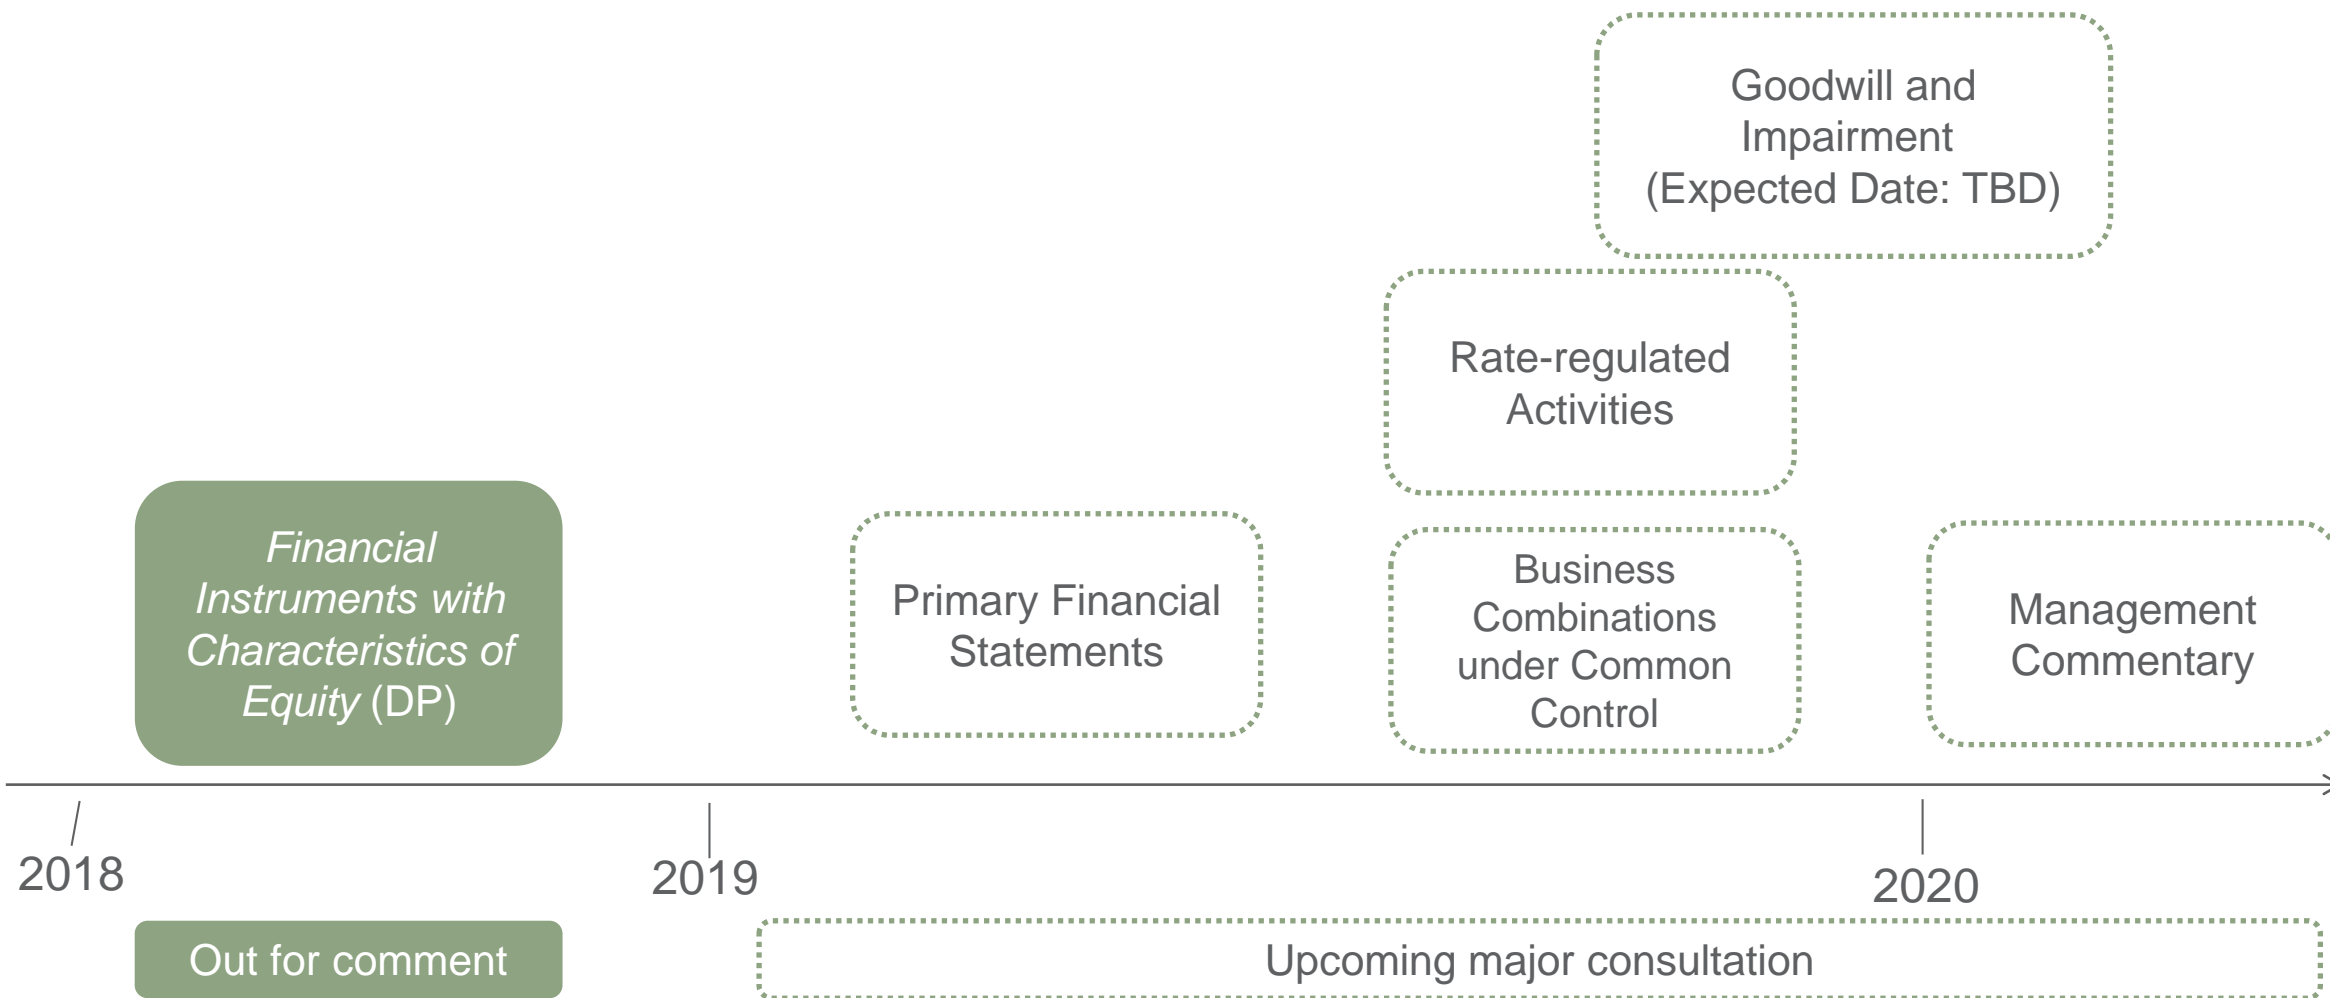 Goodwill and
Impairment
(Expected Date: TBD)
Rate-regulated
Activities
Financial
Instruments with
Characteristics of
Equity (DP)
Primary Financial
Statements
Business
Combinations
under Common
Control
Management
Commentary
2018
2019
2020
Out for comment
Upcoming major consultation